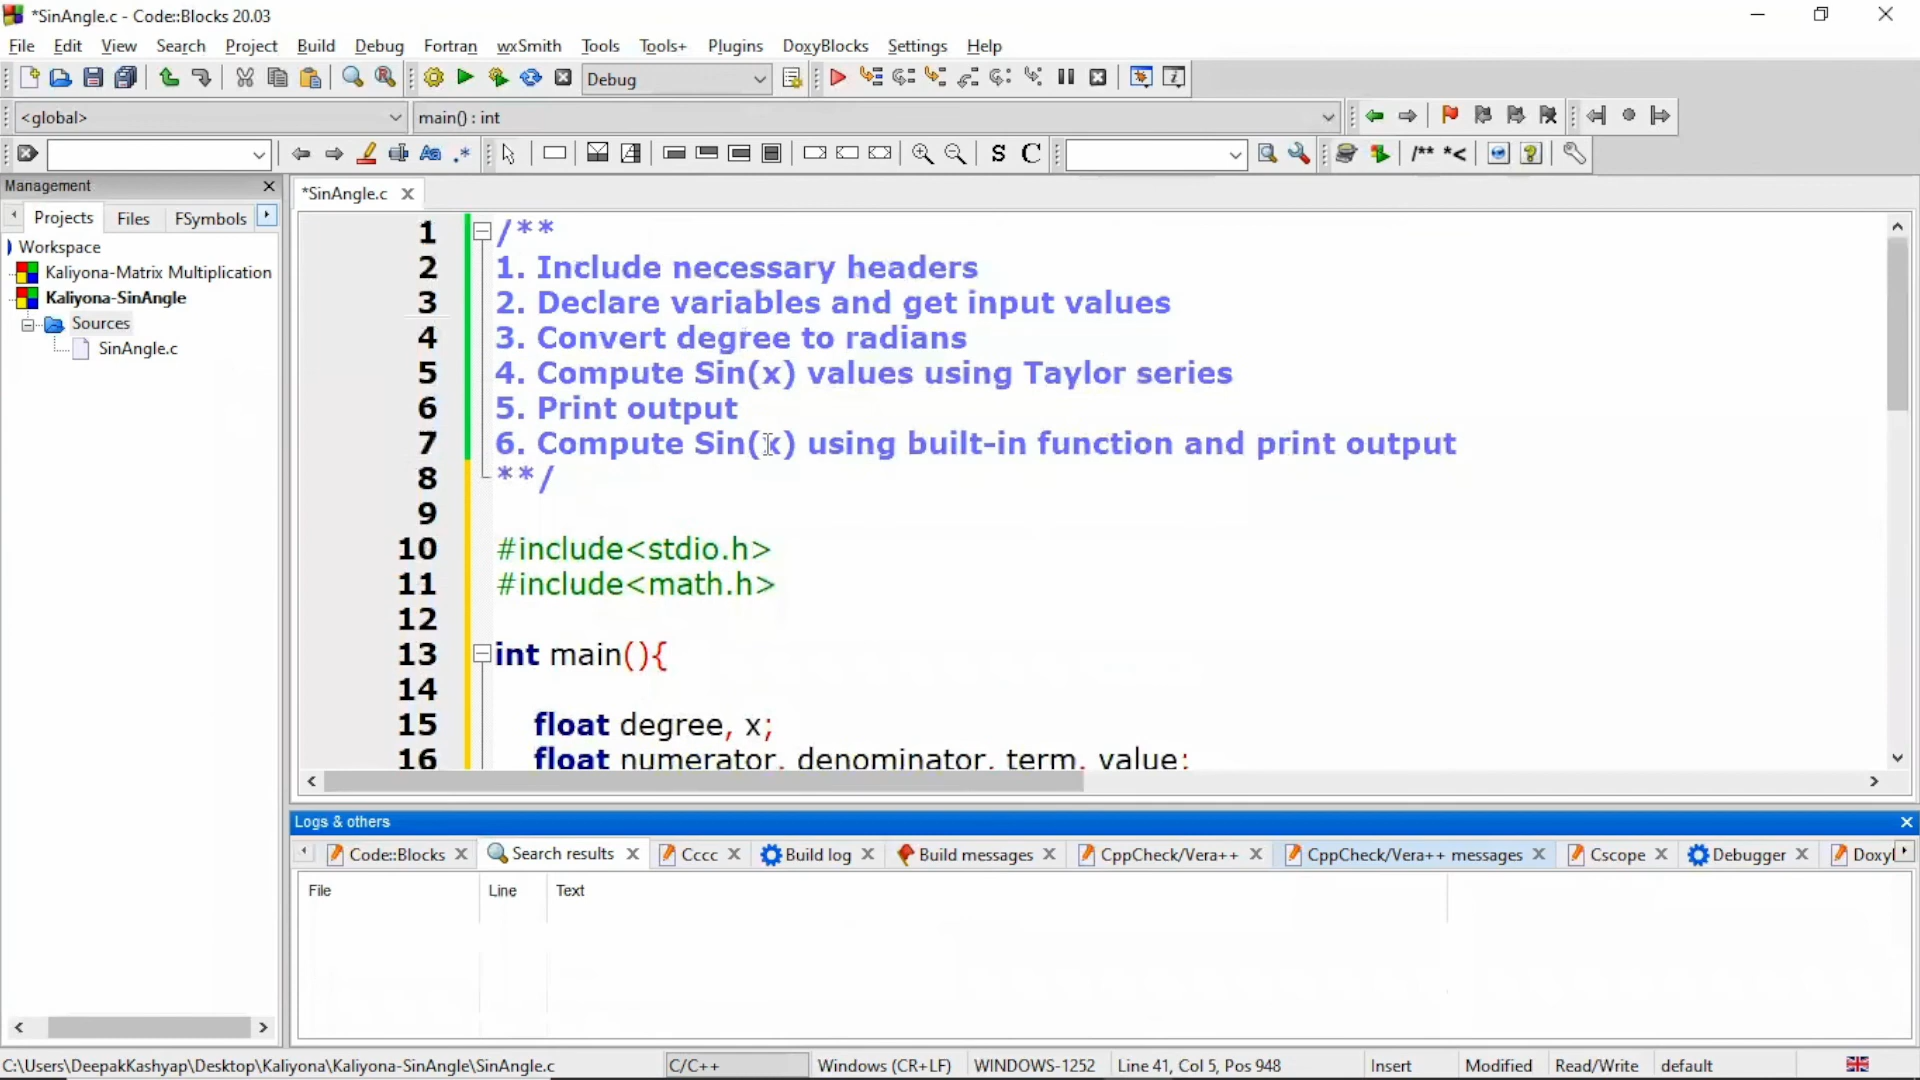 *SinAngle.c - Code::Blocks 20.03
File Edit View Search Project Build Debug Fortran wxSmith Tools Tools+ Plugins DoxyBlocks Settings Help
Debug
<global> main() : int
S C /** *<
Management
Projects Files FSymbols
Workspace
Kaliyona-Matrix Multiplication
Kaliyona-SinAngle
Sources
SinAngle.c
*SinAngle.c
1 /**
2 1. Include necessary headers
3 2. Declare variables and get input values
4 3. Convert degree to radians
5 4. Compute Sin(x) values using Taylor series
6 5. Print output
7 6. Compute Sin(x) using built-in function and print output
8 **/
9
10 #include<stdio.h>
11 #include<math.h>
12
13 int main(){
14
15 float degree, x;
16 float numerator, denominator, term, value;
Logs & others
Code::Blocks Search results Cccc Build log Build messages CppCheck/Vera++ CppCheck/Vera++ messages Cscope Debugger Doxyl
File Line Text
C:\Users\DeepakKashyap\Desktop\Kaliyona\Kaliyona-SinAngle\SinAngle.c C/C++ Windows (CR+LF) WINDOWS-1252 Line 41, Col 5, Pos 948 Insert Modified Read/Write default